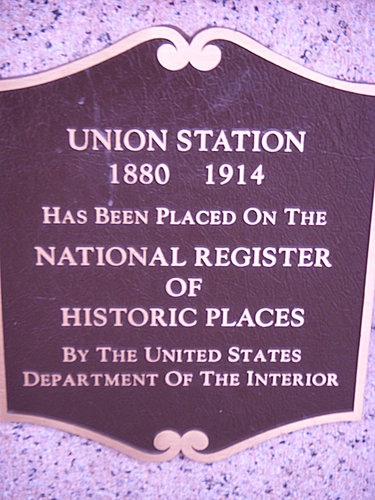 UNION STATION
1880 1914
HAS BEEN PLACED ON THE
NATIONAL REGISTER
OF
HISTORIC PLACES
BY THE UNITED STATES
DEPARTMENT OF THE INTERIOR